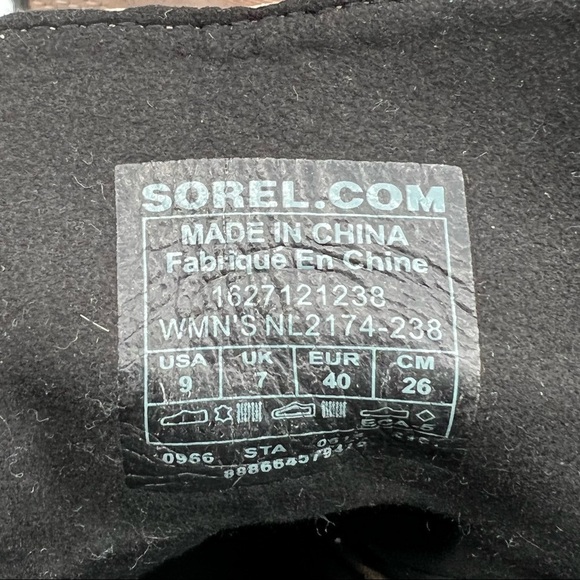 SOREL.COM
MADE IN CHINA
Fabriqué En Chine
1627121238
WMN'S NL2174-238
USA UK EUR CM
9 7 40 26
0966 STA